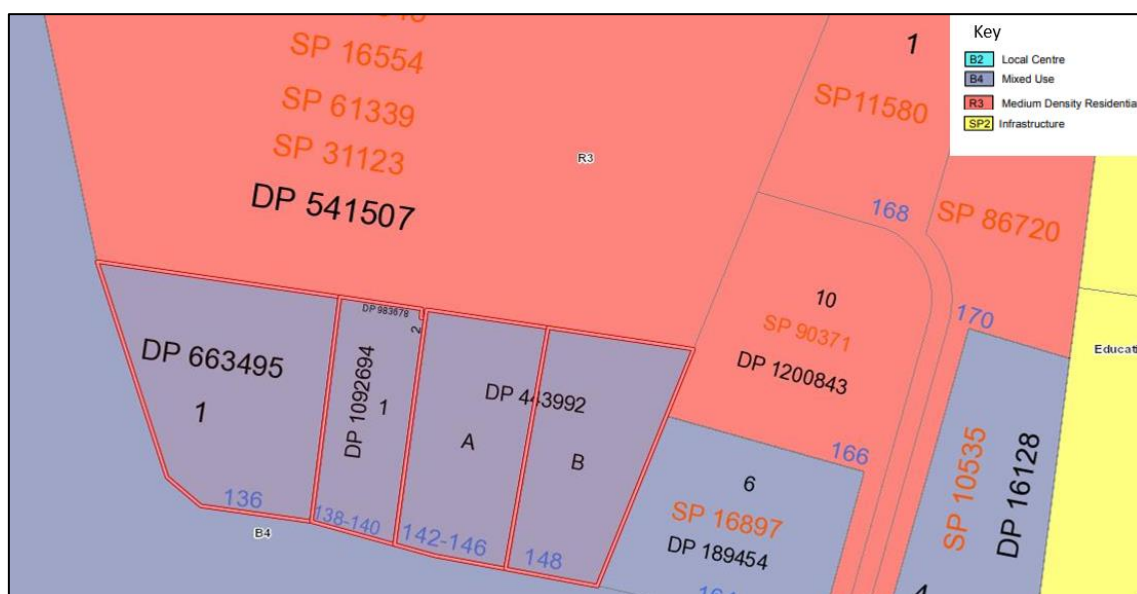 Key
B2 Local Centre
B4 Mixed Use
R3 Medium Density Residentia
SP2 Infrastructure
1
SP 16554
SP11580
SP 61339
SP 31123
R3
DP 541507
168
SP 86720
10
SP 90371
DP 1200843
170
Educati
DP 983678
2
DP 663495
1
DP 1092694
1
DP 443992
A
B
166
6
SP 16897
DP 189454
SP 10535
DP 16128
136
138-140
142-146
148
B4